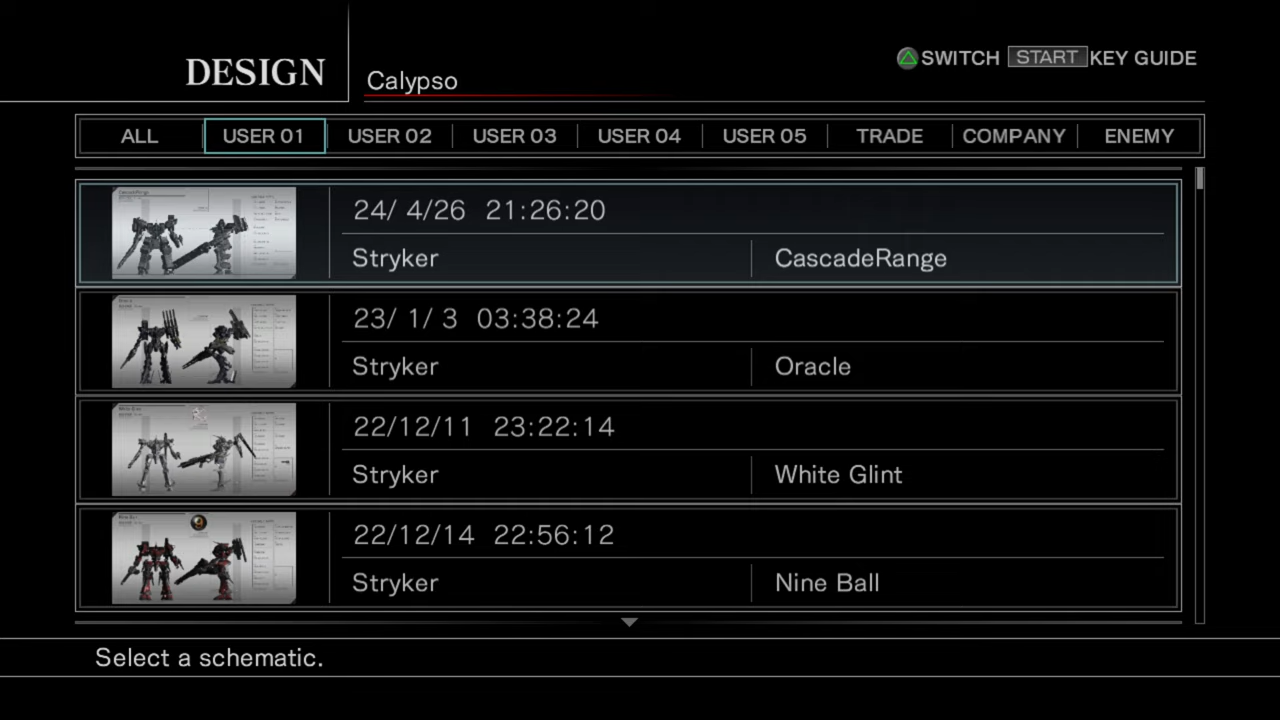 DESIGN
Calypso
SWITCH START KEY GUIDE
ALL USER 01 USER 02 USER 03 USER 04 USER 05 TRADE COMPANY ENEMY
24/ 4/26 21:26:20
Stryker CascadeRange
23/ 1/ 3 03:38:24
Stryker Oracle
22/12/11 23:22:14
Stryker White Glint
22/12/14 22:56:12
Stryker Nine Ball
Select a schematic.